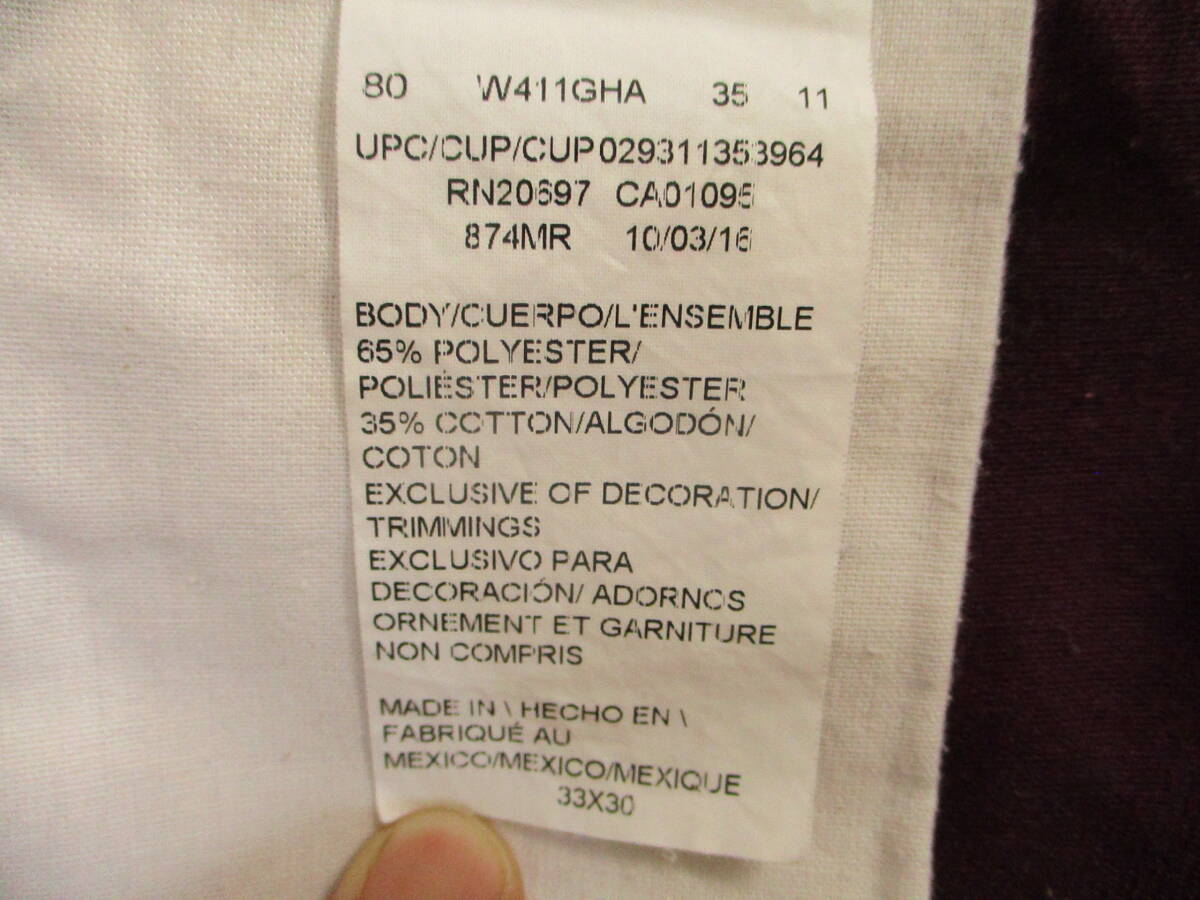 80 W411GHA 35 11
UPC/CUP/CUP 029311353964
RN20697 CA01095
874MR 10/03/16
BODY/CUERPO/L'ENSEMBLE
65% POLYESTER/
POLIÉSTER/POLYESTER
35% COTTON/ALGODÓN/
COTON
EXCLUSIVE OF DECORATION/
TRIMMINGS
EXCLUSIVO PARA
DECORACIÓN/ ADORNOS
ORNEMENT ET GARNITURE
NON COMPRIS
MADE IN \ HECHO EN \
FABRIQUÉ AU
MEXICO/MEXICO/MEXIQUE
33X30